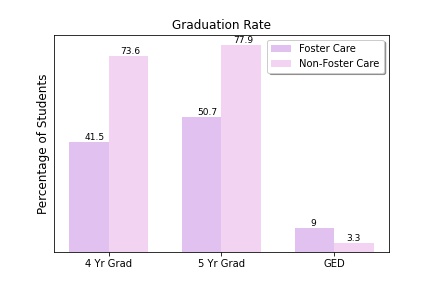 Graduation Rate
Foster Care
Non-Foster Care
Percentage of Students
41.5
73.6
50.7
77.9
9
3.3
4 Yr Grad
5 Yr Grad
GED